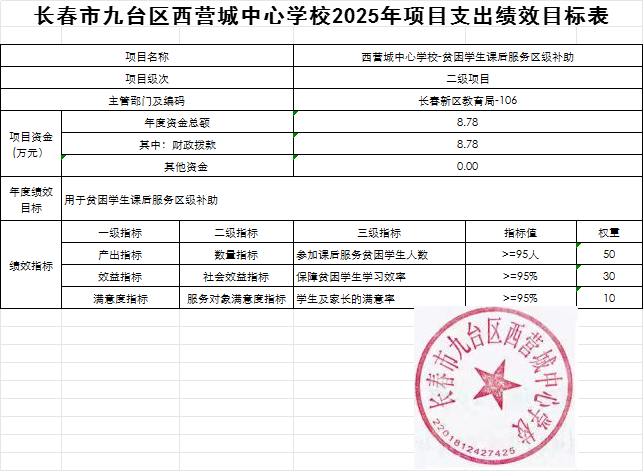 长春市九台区西营城中心学校2025年项目支出绩效目标表
项目名称 西营城中心学校-贫困学生课后服务区级补助
项目级次 二级项目
主管部门及编码 长春新区教育局-106
项目资金
（万元）
年度资金总额 8.78
其中：财政拨款 8.78
其他资金 0.00
年度绩效
目标
用于贫困学生课后服务区级补助
绩效指标
一级指标 二级指标 三级指标 指标值 权重
产出指标 数量指标 参加课后服务贫困学生人数 >=95人 50
效益指标 社会效益指标 保障贫困学生学习效率 >=95% 30
满意度指标 服务对象满意度指标 学生及家长的满意率 >=95% 10
长春市九台区西营城中心学校
2201812427425